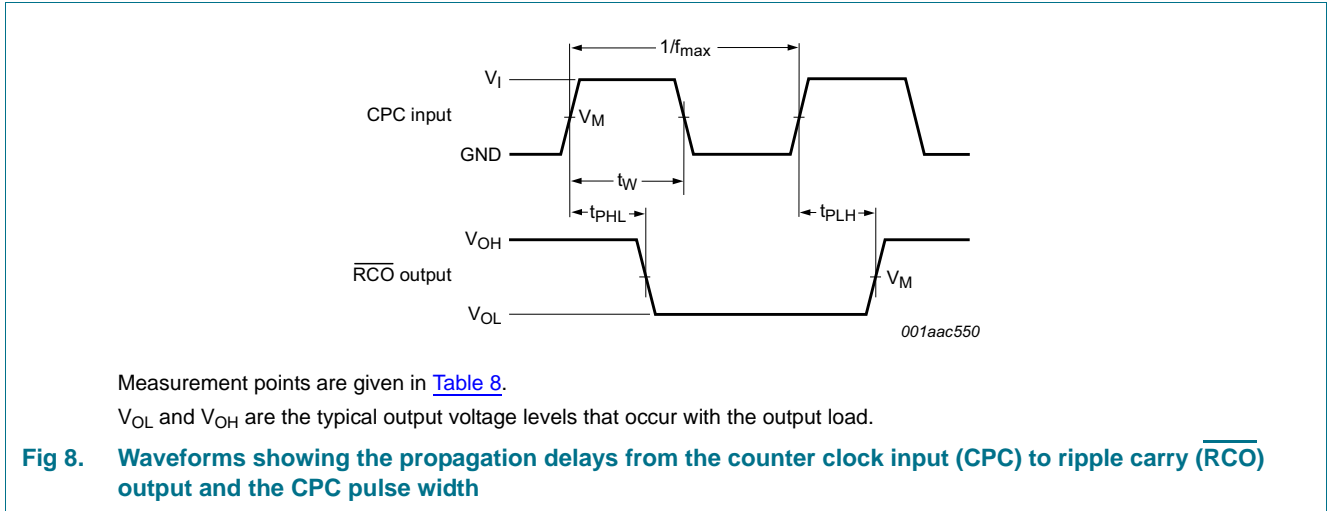 1/fmax
VI
CPC input
VM
GND
tW
tPHL
tPLH
VOH
RCO output
VM
VOL
001aac550
Measurement points are given in Table 8.
VOL and VOH are the typical output voltage levels that occur with the output load.
Fig 8. Waveforms showing the propagation delays from the counter clock input (CPC) to ripple carry (RCO)
output and the CPC pulse width